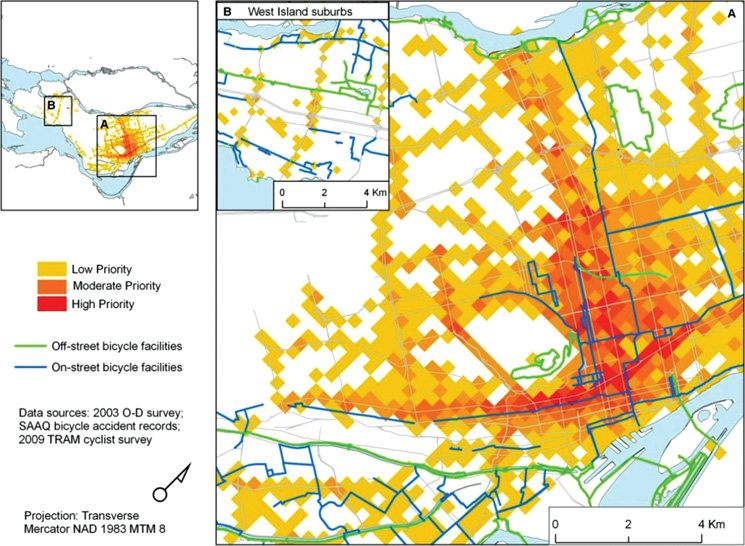 B
West Island suburbs
A
B
A
0 2 4 Km
Low Priority
Moderate Priority
High Priority
Off-street bicycle facilities
On-street bicycle facilities
Data sources: 2003 O-D survey;
SAAQ bicycle accident records;
2009 TRAM cyclist survey
Projection: Transverse
Mercator NAD 1983 MTM 8
0 2 4 Km